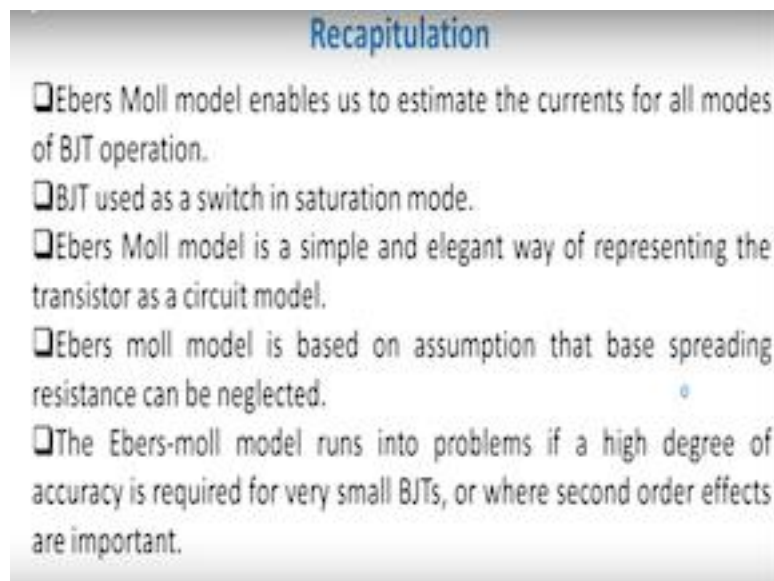 Recapitulation
❑Ebers Moll model enables us to estimate the currents for all modes
of BJT operation.
❑BJT used as a switch in saturation mode.
❑Ebers Moll model is a simple and elegant way of representing the
transistor as a circuit model.
❑Ebers moll model is based on assumption that base spreading
resistance can be neglected.
❑The Ebers-moll model runs into problems if a high degree of
accuracy is required for very small BJTs, or where second order effects
are important.